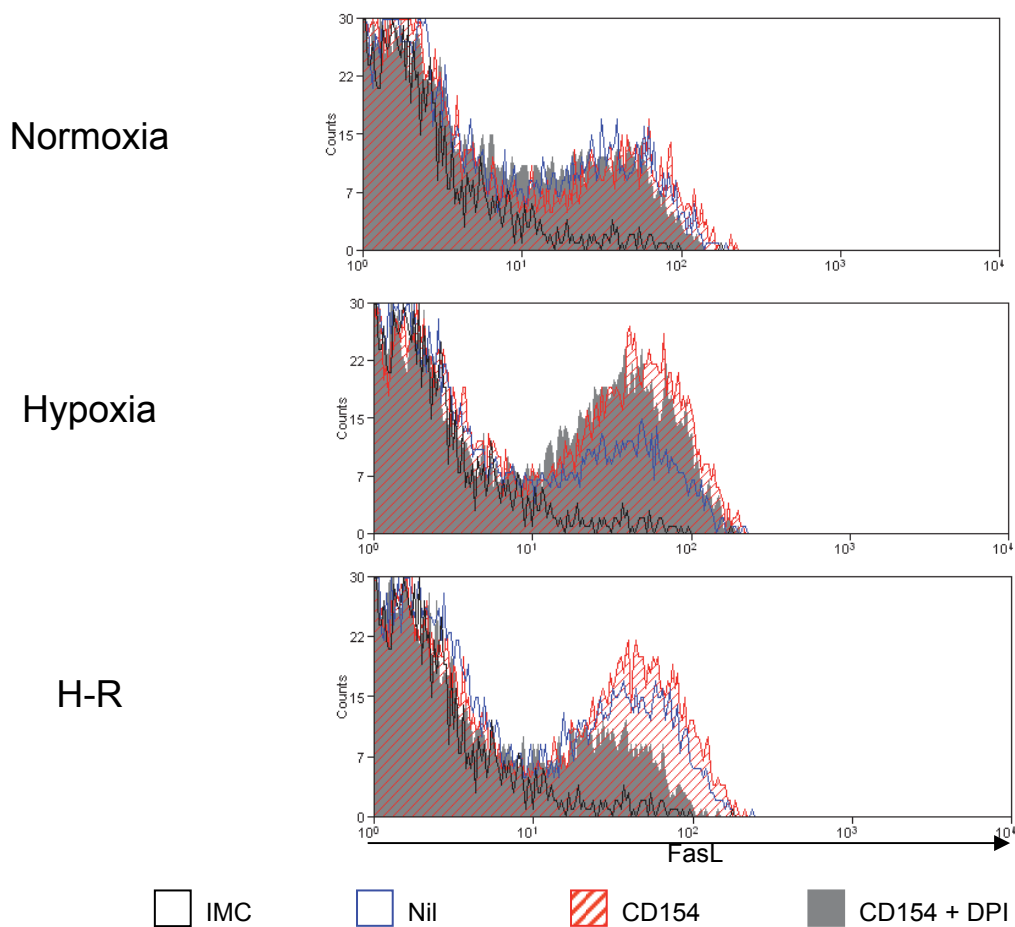 Normoxia
Counts
30
22
15
7
0
10⁰
10¹
10²
10³
10⁴
Hypoxia
Counts
30
22
15
7
0
10⁰
10¹
10²
10³
10⁴
H-R
Counts
30
22
15
7
0
10⁰
10¹
10²
10³
10⁴
FasL
IMC
Nil
CD154
CD154 + DPI